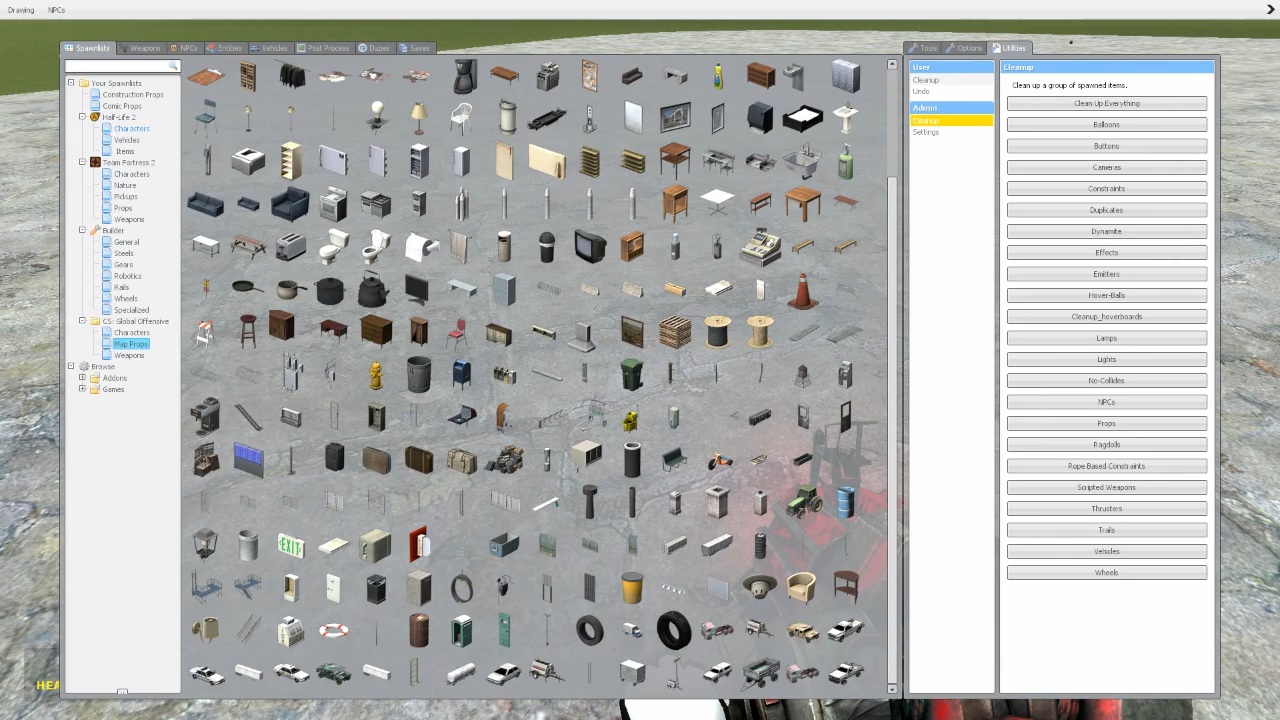 Drawing NPCs
Spawnlists Weapons NPCs Entities Vehicles Post Process Dupes Saves
Your Spawnlists
Construction Props
Comic Props
Half-Life 2
Characters
Vehicles
Items
Team Fortress 2
Characters
Nature
Pickups
Props
Weapons
Builder
General
Steels
Gears
Robotics
Rails
Wheels
Specialized
CS: Global Offensive
Characters
Map Props
Weapons
Browse
Addons
Games
EXIT
HEA
Tools Options Utilities
User
Cleanup
Undo
Admin
Cleanup
Settings
Cleanup
Clean up a group of spawned items.
Clean Up Everything
Balloons
Buttons
Cameras
Constraints
Duplicates
Dynamite
Effects
Emitters
Hover-Balls
Cleanup_hoverboards
Lamps
Lights
No-Collides
NPCs
Props
Ragdolls
Rope Based Constraints
Scripted Weapons
Thrusters
Trails
Vehicles
Wheels